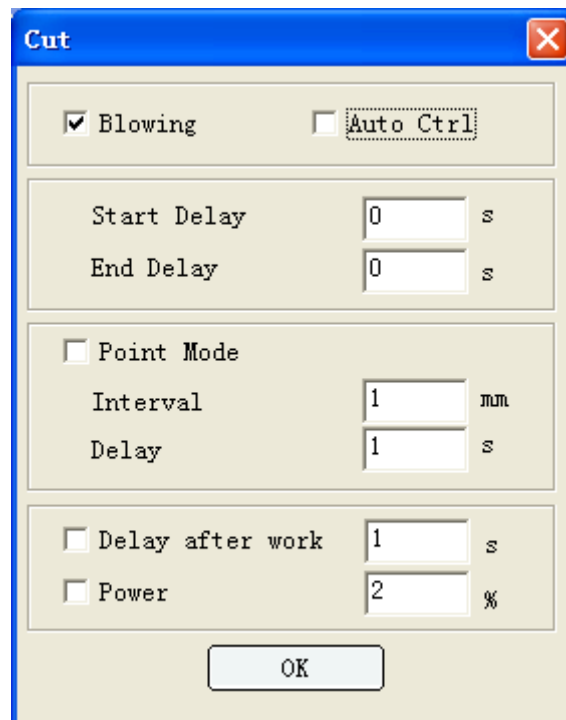 Cut
Blowing Auto Ctrl
Start Delay 0 s
End Delay 0 s
Point Mode
Interval 1 mm
Delay 1 s
Delay after work 1 s
Power 2 %
OK